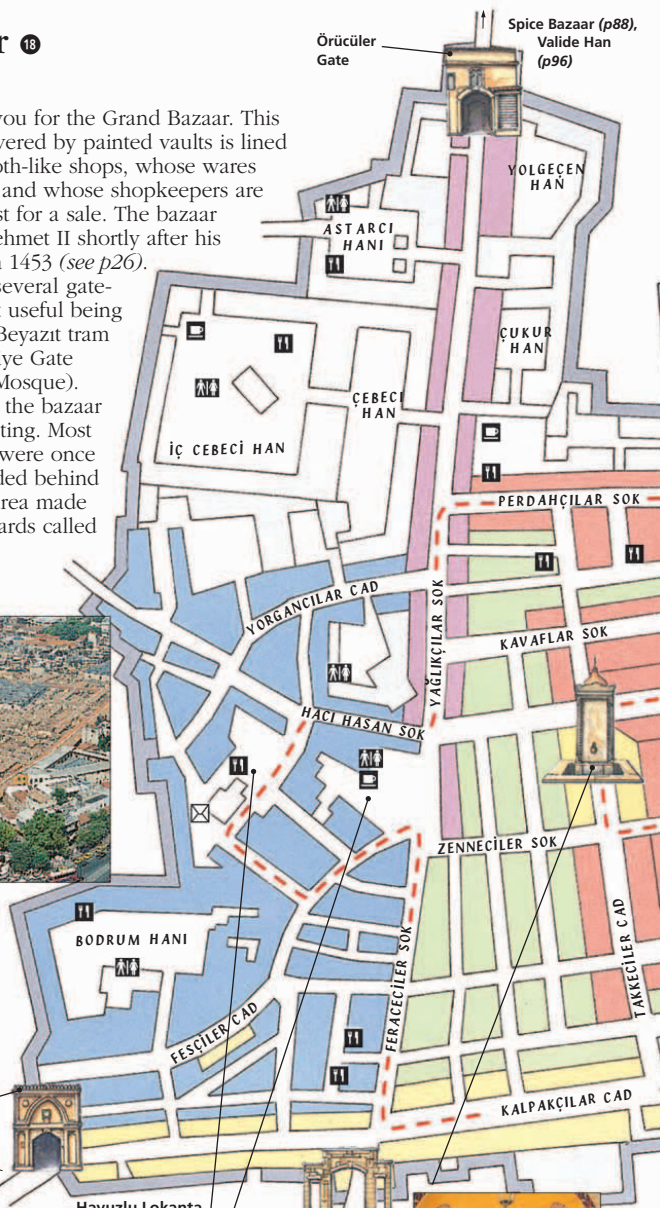 r 18
you for the Grand Bazaar. This
vered by painted vaults is lined
oth-like shops, whose wares
and whose shopkeepers are
st for a sale. The bazaar
ehmet II shortly after his
n 1453 (see p26).
several gate-
t useful being
Beyazıt tram
ye Gate
Mosque).
the bazaar
ting. Most
were once
ded behind
area made
ards called
Örücüler
Gate
Spice Bazaar (p88),
Valide Han
(p96)
YOLGEÇEN
HAN
ASTARCI
HANI
ÇUKUR
HAN
ÇEBECI
HAN
İÇ CEBECI HAN
PERDAHÇILAR SOK
YORGANCILAR CAD
YAĞLIKÇILAR SOK
KAVAFLAR SOK
HACI HASAN SOK
ZENNECİLER SOK
BODRUM HANI
FERACECİLER SOK
TAKKECİLER CAD
FESÇİLER CAD
KALPAKÇILAR CAD
Havuzlu Lokanta